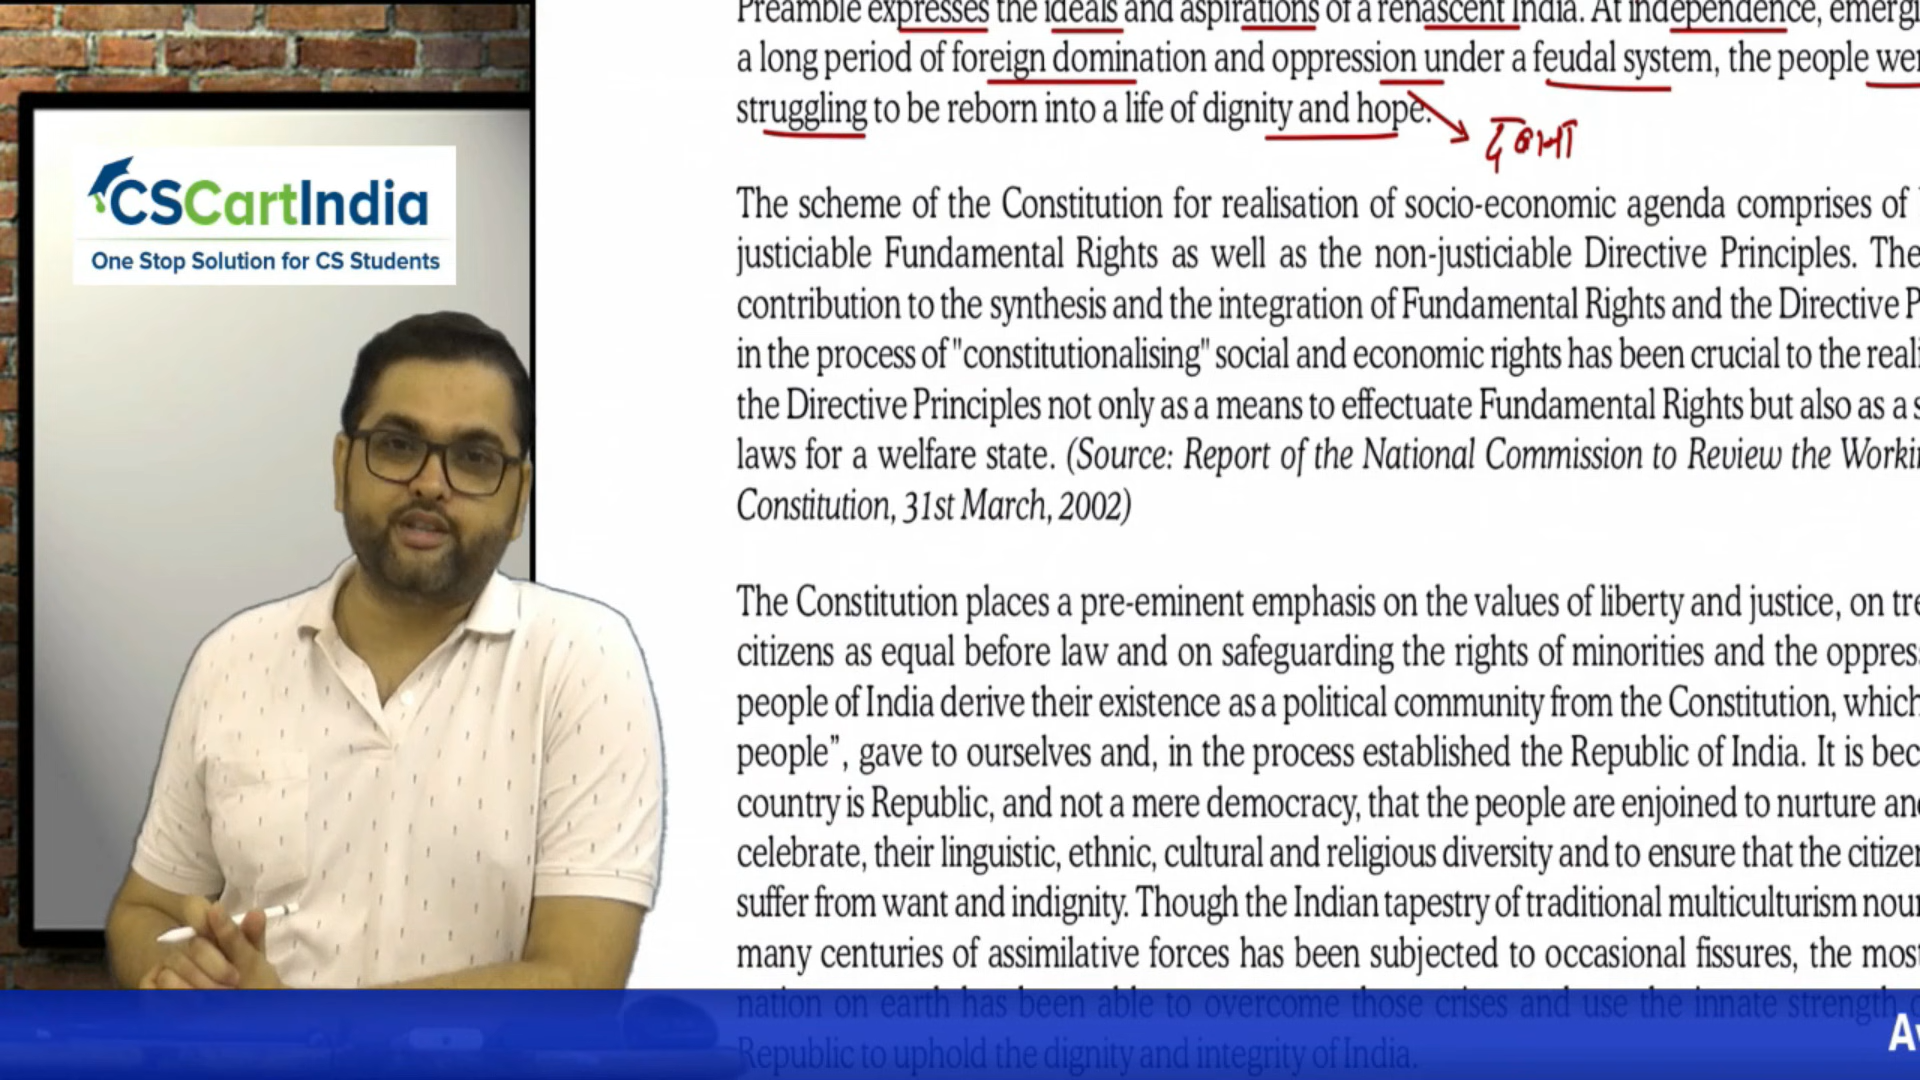 CSCartIndia
One Stop Solution for CS Students
Preamble expresses the ideals and aspirations of a renascent India. At independence, emergi
a long period of foreign domination and oppression under a feudal system, the people wer
struggling to be reborn into a life of dignity and hope.
The scheme of the Constitution for realisation of socio-economic agenda comprises of
justiciable Fundamental Rights as well as the non-justiciable Directive Principles. The
contribution to the synthesis and the integration of Fundamental Rights and the Directive P
in the process of "constitutionalising" social and economic rights has been crucial to the reali
the Directive Principles not only as a means to effectuate Fundamental Rights but also as a s
laws for a welfare state. (Source: Report of the National Commission to Review the Workin
Constitution, 31st March, 2002)
The Constitution places a pre-eminent emphasis on the values of liberty and justice, on tre
citizens as equal before law and on safeguarding the rights of minorities and the oppress
people of India derive their existence as a political community from the Constitution, which
people”, gave to ourselves and, in the process established the Republic of India. It is bec
country is Republic, and not a mere democracy, that the people are enjoined to nurture and
celebrate, their linguistic, ethnic, cultural and religious diversity and to ensure that the citizen
suffer from want and indignity. Though the Indian tapestry of traditional multiculturism nour
many centuries of assimilative forces has been subjected to occasional fissures, the most
nation on earth has been able to overcome those crises and use the innate strength o
Republic to uphold the dignity and integrity of India.